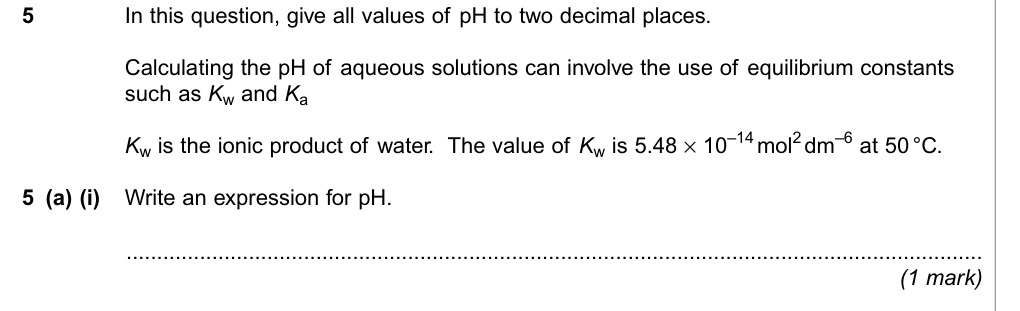 5 In this question, give all values of pH to two decimal places.
Calculating the pH of aqueous solutions can involve the use of equilibrium constants
such as Kw and Ka
Kw is the ionic product of water. The value of Kw is 5.48 × 10⁻¹⁴ mol² dm⁻⁶ at 50 °C.
5 (a) (i) Write an expression for pH.
(1 mark)